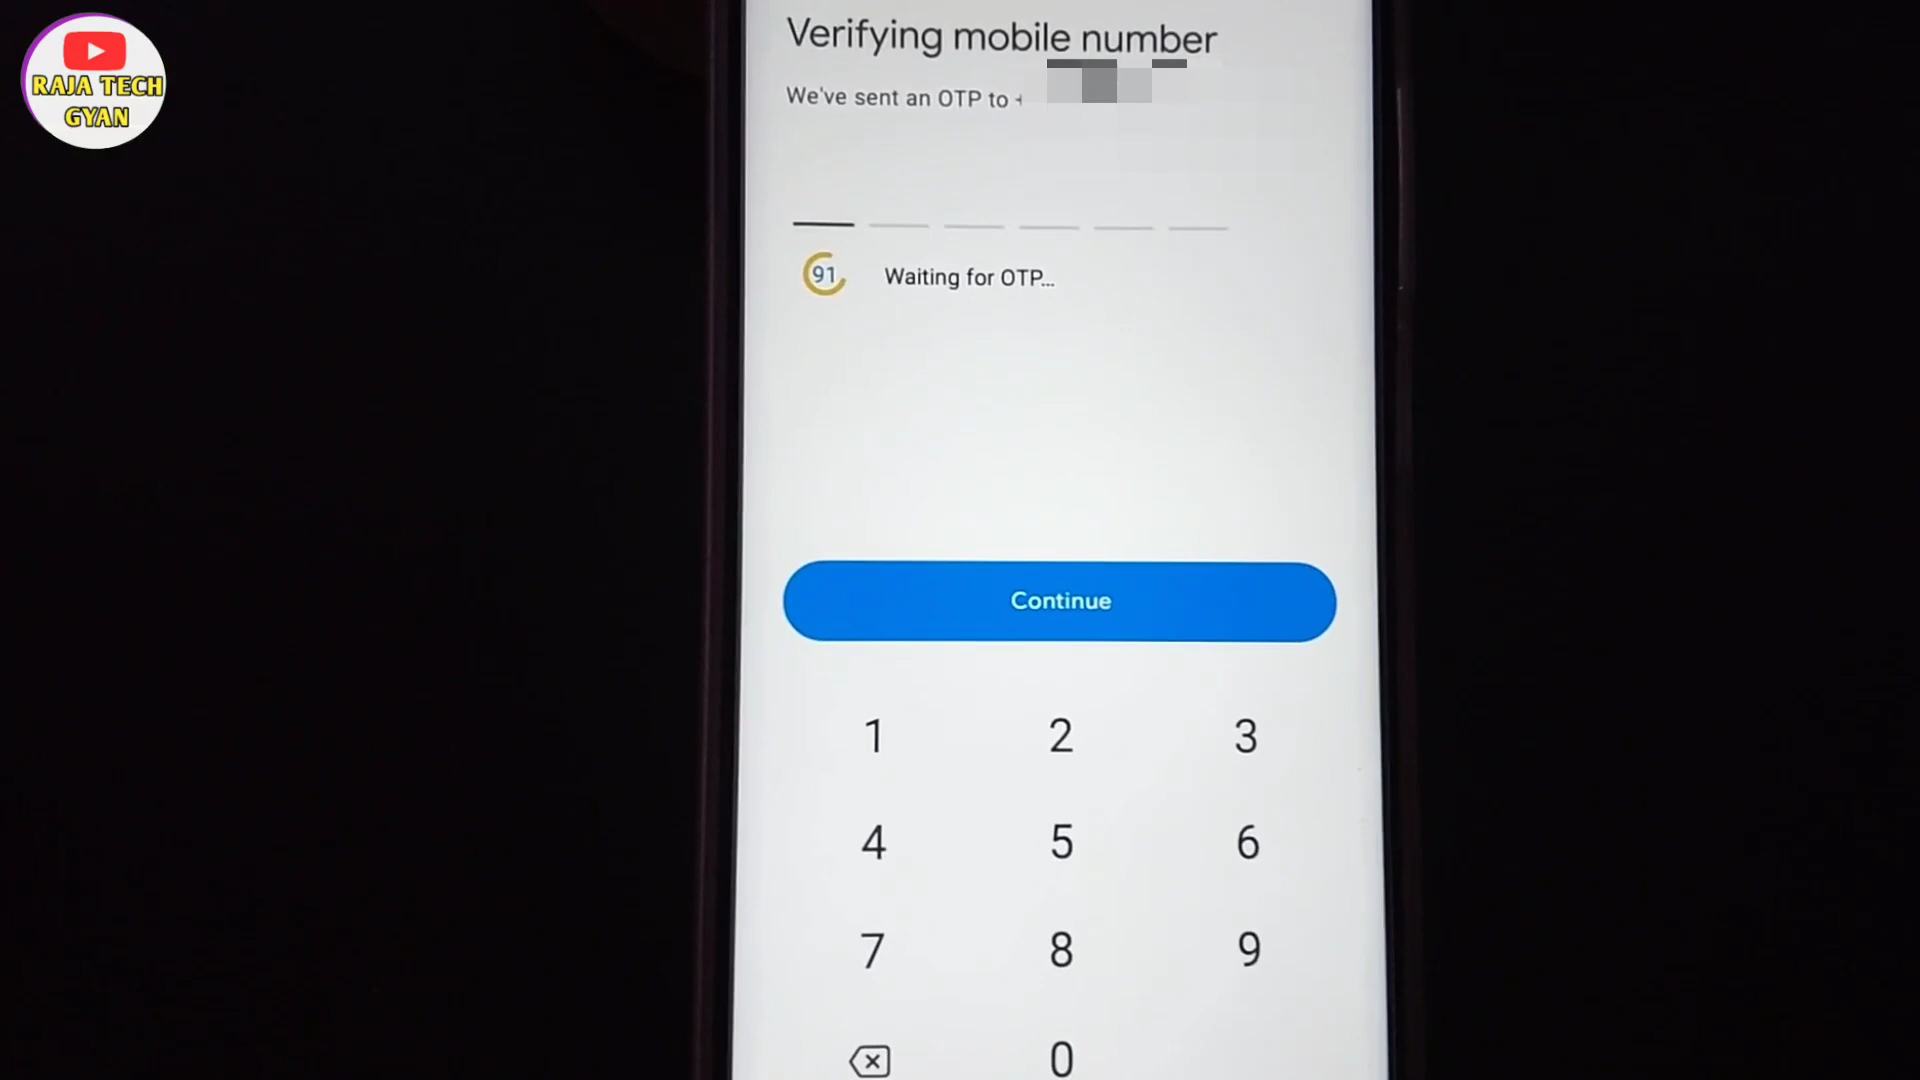 RAJA TECH
GYAN
Verifying mobile number
We've sent an OTP to
91 Waiting for OTP...
Continue
1 2 3
4 5 6
7 8 9
0